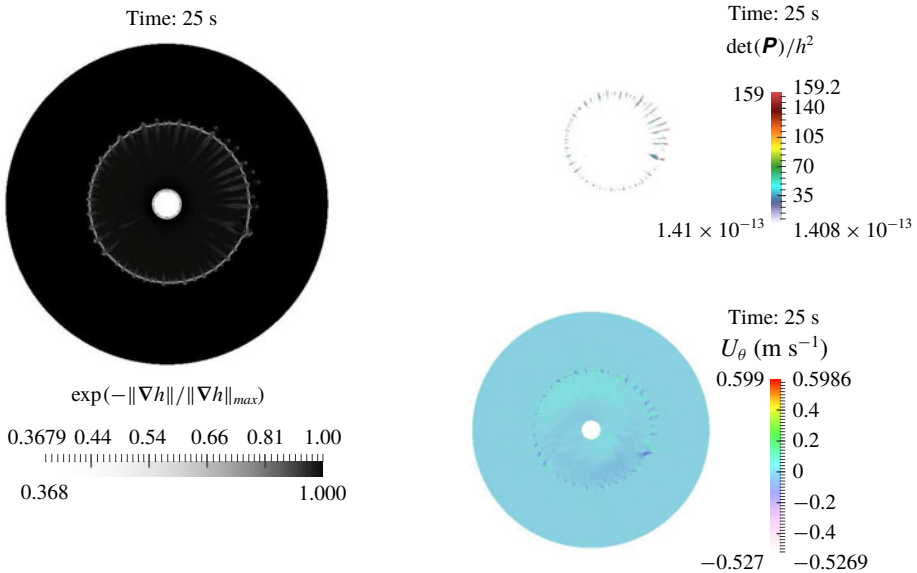 Time: 25 s
exp(−‖∇h‖/‖∇h‖max)
0.3679 0.44 0.54 0.66 0.81 1.00
0.368 1.000
Time: 25 s
det(P)/h²
159 159.2
140
105
70
35
1.41 × 10⁻¹³ 1.408 × 10⁻¹³
Time: 25 s
Uθ (m s⁻¹)
0.599 0.5986
0.4
0.2
0
−0.2
−0.4
−0.527 −0.5269